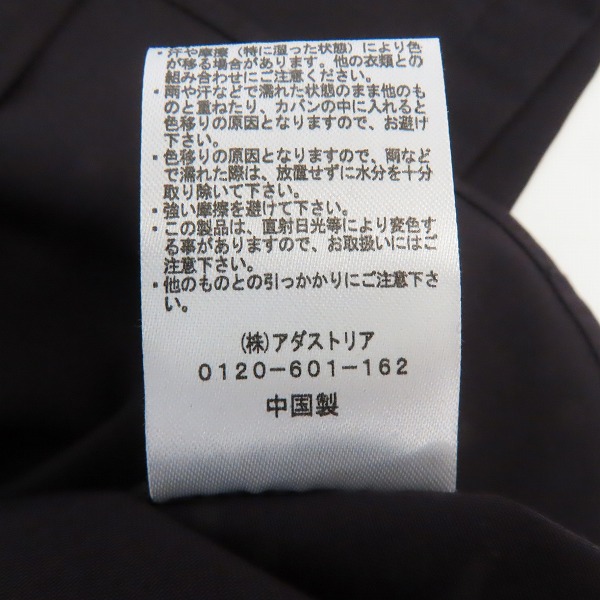 ・汗や摩擦（特に湿った状態）により色
が移る場合があります。他の衣類との
組み合わせにご注意ください。
・雨や汗などで濡れた状態のまま他のも
のと重ねたり、カバンの中に入れると
色移りの原因となりますので、お避け
下さい。
・色移りの原因となりますので、雨など
で濡れた際は、放置せずに水分を十分
取り除いて下さい。
・強い摩擦を避けて下さい。
・この製品は、直射日光等により変色す
る事がありますので、お取扱いにはご
注意下さい。
・他のものとの引っかかりにご注意下さ
い。
(株)アダストリア
0120-601-162
中国製